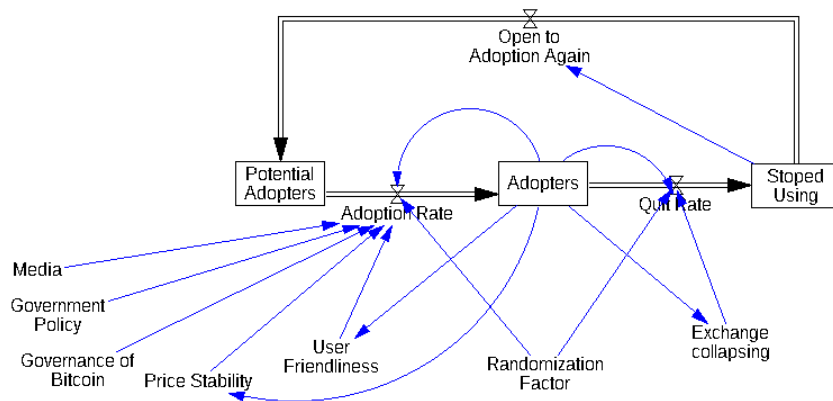 Open to
Adoption Again
Potential
Adopters
Adoption Rate
Adopters
Quit Rate
Stoped
Using
Media
Government
Policy
Governance of
Bitcoin
Price Stability
User
Friendliness
Randomization
Factor
Exchange
collapsing